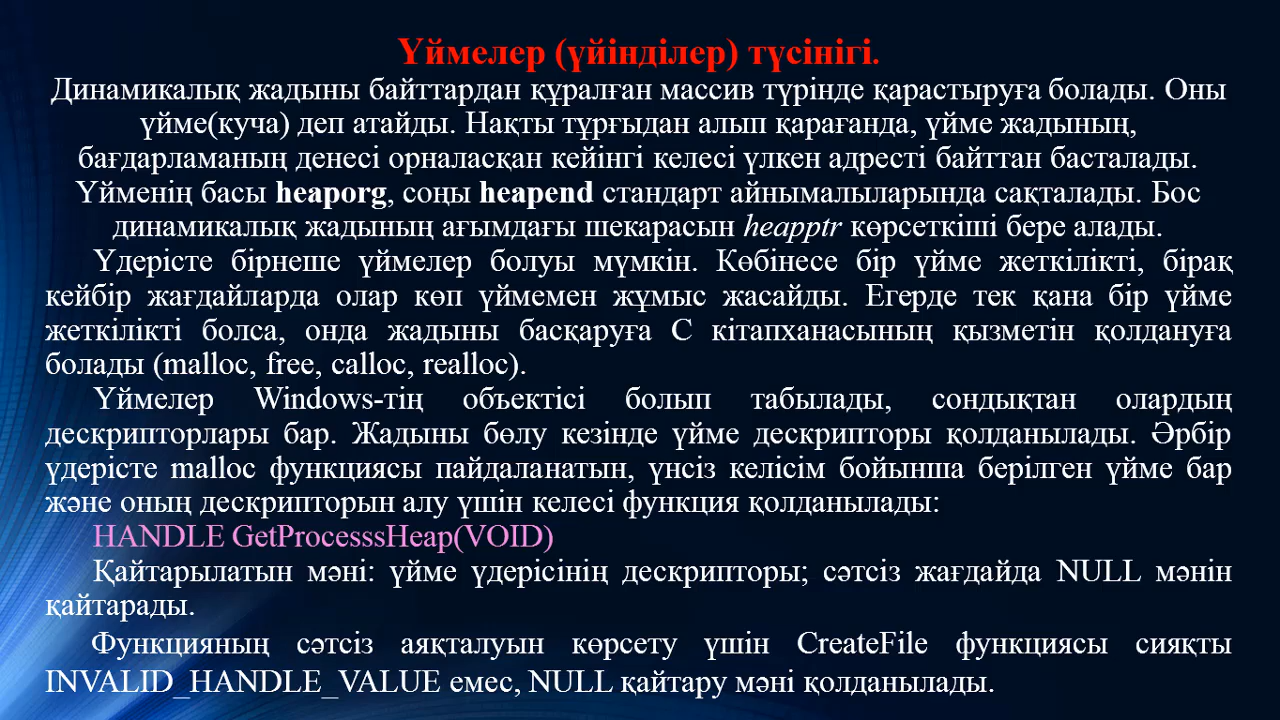 Үймелер (үйінділер) түсінігі.
Динамикалық жадыны байттардан құралған массив түрінде қарастыруға болады. Оны
үйме(куча) деп атайды. Нақты тұрғыдан алып қарағанда, үйме жадының,
бағдарламаның денесі орналасқан кейінгі келесі үлкен адресті байттан басталады.
Үйменің басы heaporg, соңы heapend стандарт айнымалыларында сақталады. Бос
динамикалық жадының ағымдағы шекарасын heapptr көрсеткіші бере алады.
Үдерісте бірнеше үймелер болуы мүмкін. Көбінесе бір үйме жеткілікті, бірақ
кейбір жағдайларда олар көп үймемен жұмыс жасайды. Егерде тек қана бір үйме
жеткілікті болса, онда жадыны басқаруға С кітапханасының қызметін қолдануға
болады (malloc, free, calloc, realloc).
Үймелер Windows-тің объектісі болып табылады, сондықтан олардың
дескрипторлары бар. Жадыны бөлу кезінде үйме дескрипторы қолданылады. Әрбір
үдерісте malloc функциясы пайдаланатын, үнсіз келісім бойынша берілген үйме бар
және оның дескрипторын алу үшін келесі функция қолданылады:
HANDLE GetProcesssHeap(VOID)
Қайтарылатын мәні: үйме үдерісінің дескрипторы; сәтсіз жағдайда NULL мәнін
қайтарады.
Функцияның сәтсіз аяқталуын көрсету үшін CreateFile функциясы сияқты
INVALID_HANDLE_VALUE емес, NULL қайтару мәні қолданылады.